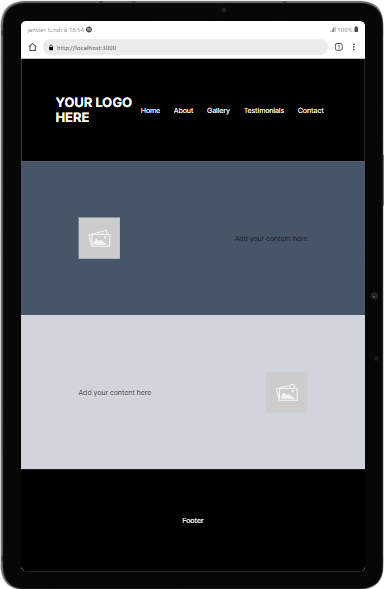 janvier lundi à 18:54
100%
http://localhost:3000
YOUR LOGO
HERE
Home About Gallery Testimonials Contact
Add your content here
Add your content here
Footer